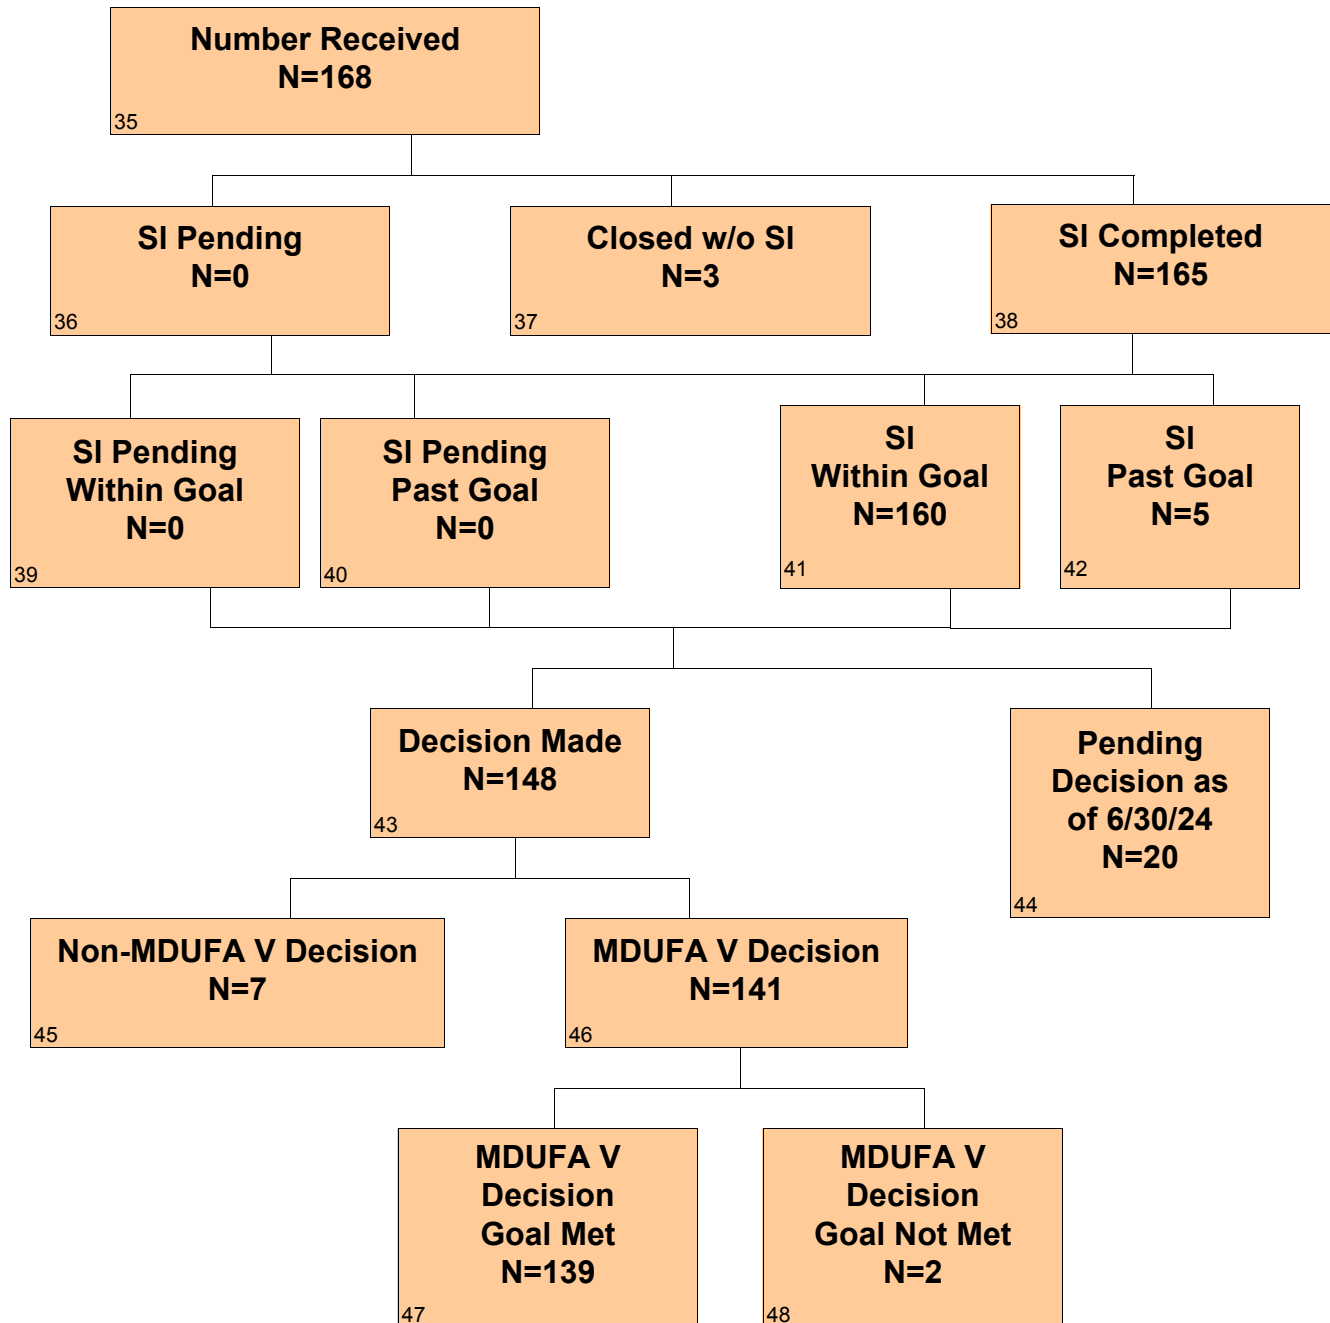 Number Received
N=168
35
SI Pending
N=0
36
Closed w/o SI
N=3
37
SI Completed
N=165
38
SI Pending
Within Goal
N=0
39
SI Pending
Past Goal
N=0
40
SI
Within Goal
N=160
41
SI
Past Goal
N=5
42
Decision Made
N=148
43
Pending
Decision as
of 6/30/24
N=20
44
Non-MDUFA V Decision
N=7
45
MDUFA V Decision
N=141
46
MDUFA V
Decision
Goal Met
N=139
47
MDUFA V
Decision
Goal Not Met
N=2
48